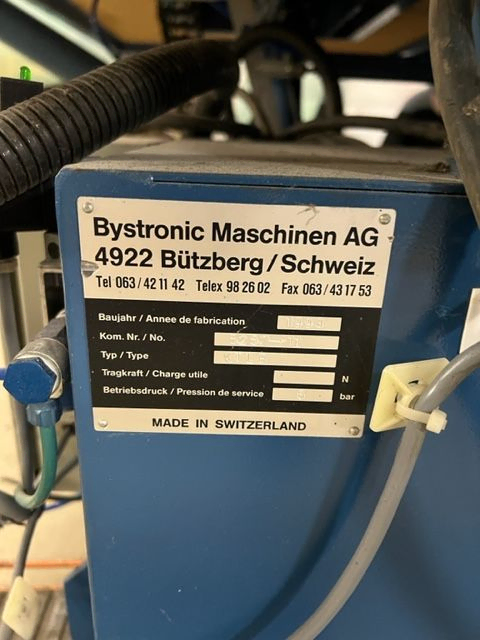 Bystronic Maschinen AG
4922 Bützberg/Schweiz
Tel 063/42 11 42 Telex 98 26 02 Fax 063/43 17 53
Baujahr / Annee de fabrication
Kom. Nr. / No.
Typ / Type
Tragkraft / Charge utile N
Betriebsdruck / Pression de service bar
MADE IN SWITZERLAND